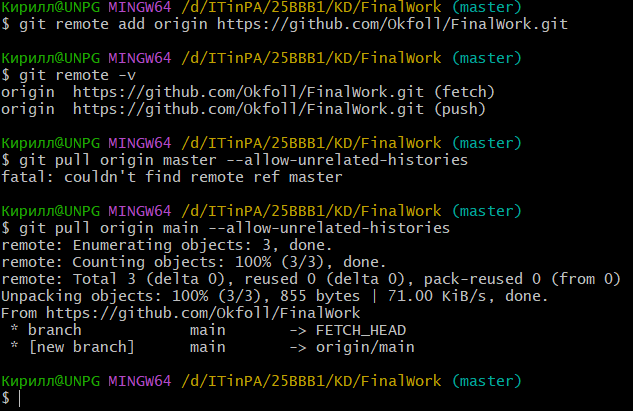 Кирилл@UNPG MINGW64 /d/ITinPA/25BBB1/KD/FinalWork (master)
$ git remote add origin https://github.com/Okfoll/FinalWork.git
Кирилл@UNPG MINGW64 /d/ITinPA/25BBB1/KD/FinalWork (master)
$ git remote -v
origin  https://github.com/Okfoll/FinalWork.git (fetch)
origin  https://github.com/Okfoll/FinalWork.git (push)
Кирилл@UNPG MINGW64 /d/ITinPA/25BBB1/KD/FinalWork (master)
$ git pull origin master --allow-unrelated-histories
fatal: couldn't find remote ref master
Кирилл@UNPG MINGW64 /d/ITinPA/25BBB1/KD/FinalWork (master)
$ git pull origin main --allow-unrelated-histories
remote: Enumerating objects: 3, done.
remote: Counting objects: 100% (3/3), done.
remote: Total 3 (delta 0), reused 0 (delta 0), pack-reused 0 (from 0)
Unpacking objects: 100% (3/3), 855 bytes | 71.00 KiB/s, done.
From https://github.com/Okfoll/FinalWork
 * branch            main       -> FETCH_HEAD
 * [new branch]      main       -> origin/main
Кирилл@UNPG MINGW64 /d/ITinPA/25BBB1/KD/FinalWork (master)
$